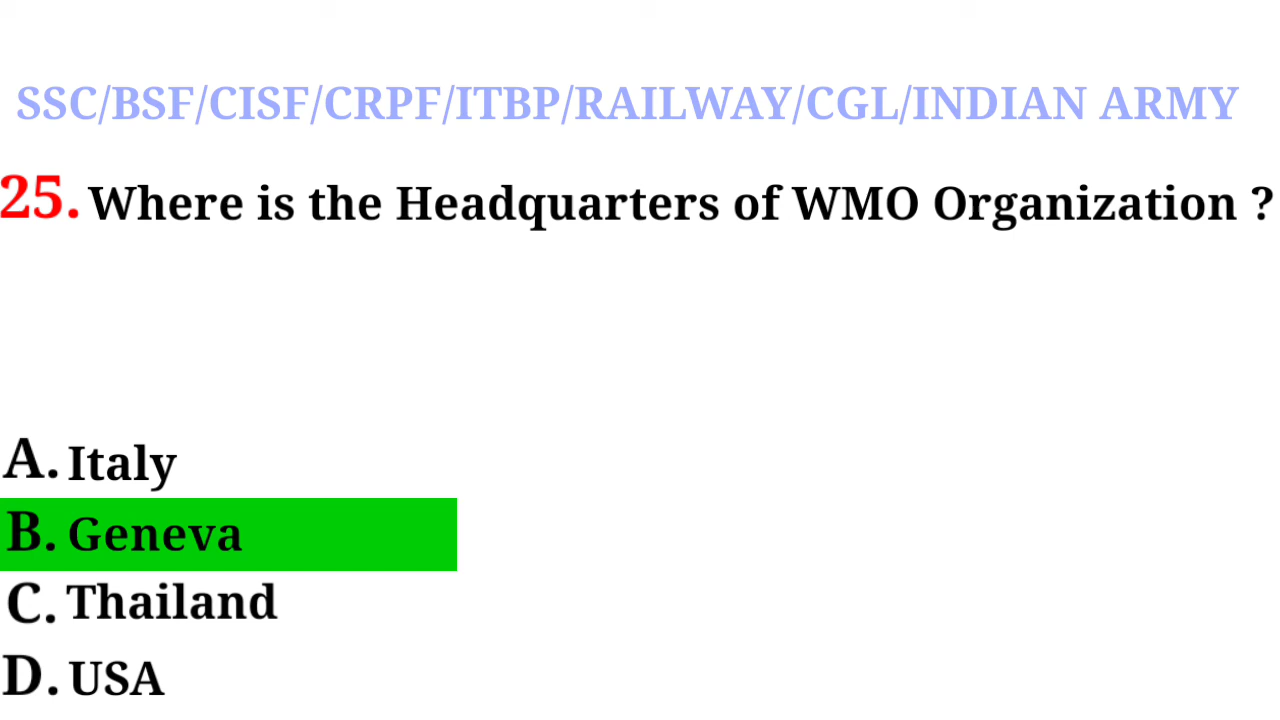 SSC/BSF/CISF/CRPF/ITBP/RAILWAY/CGL/INDIAN ARMY
25. Where is the Headquarters of WMO Organization ?
A. Italy
B. Geneva
C. Thailand
D. USA